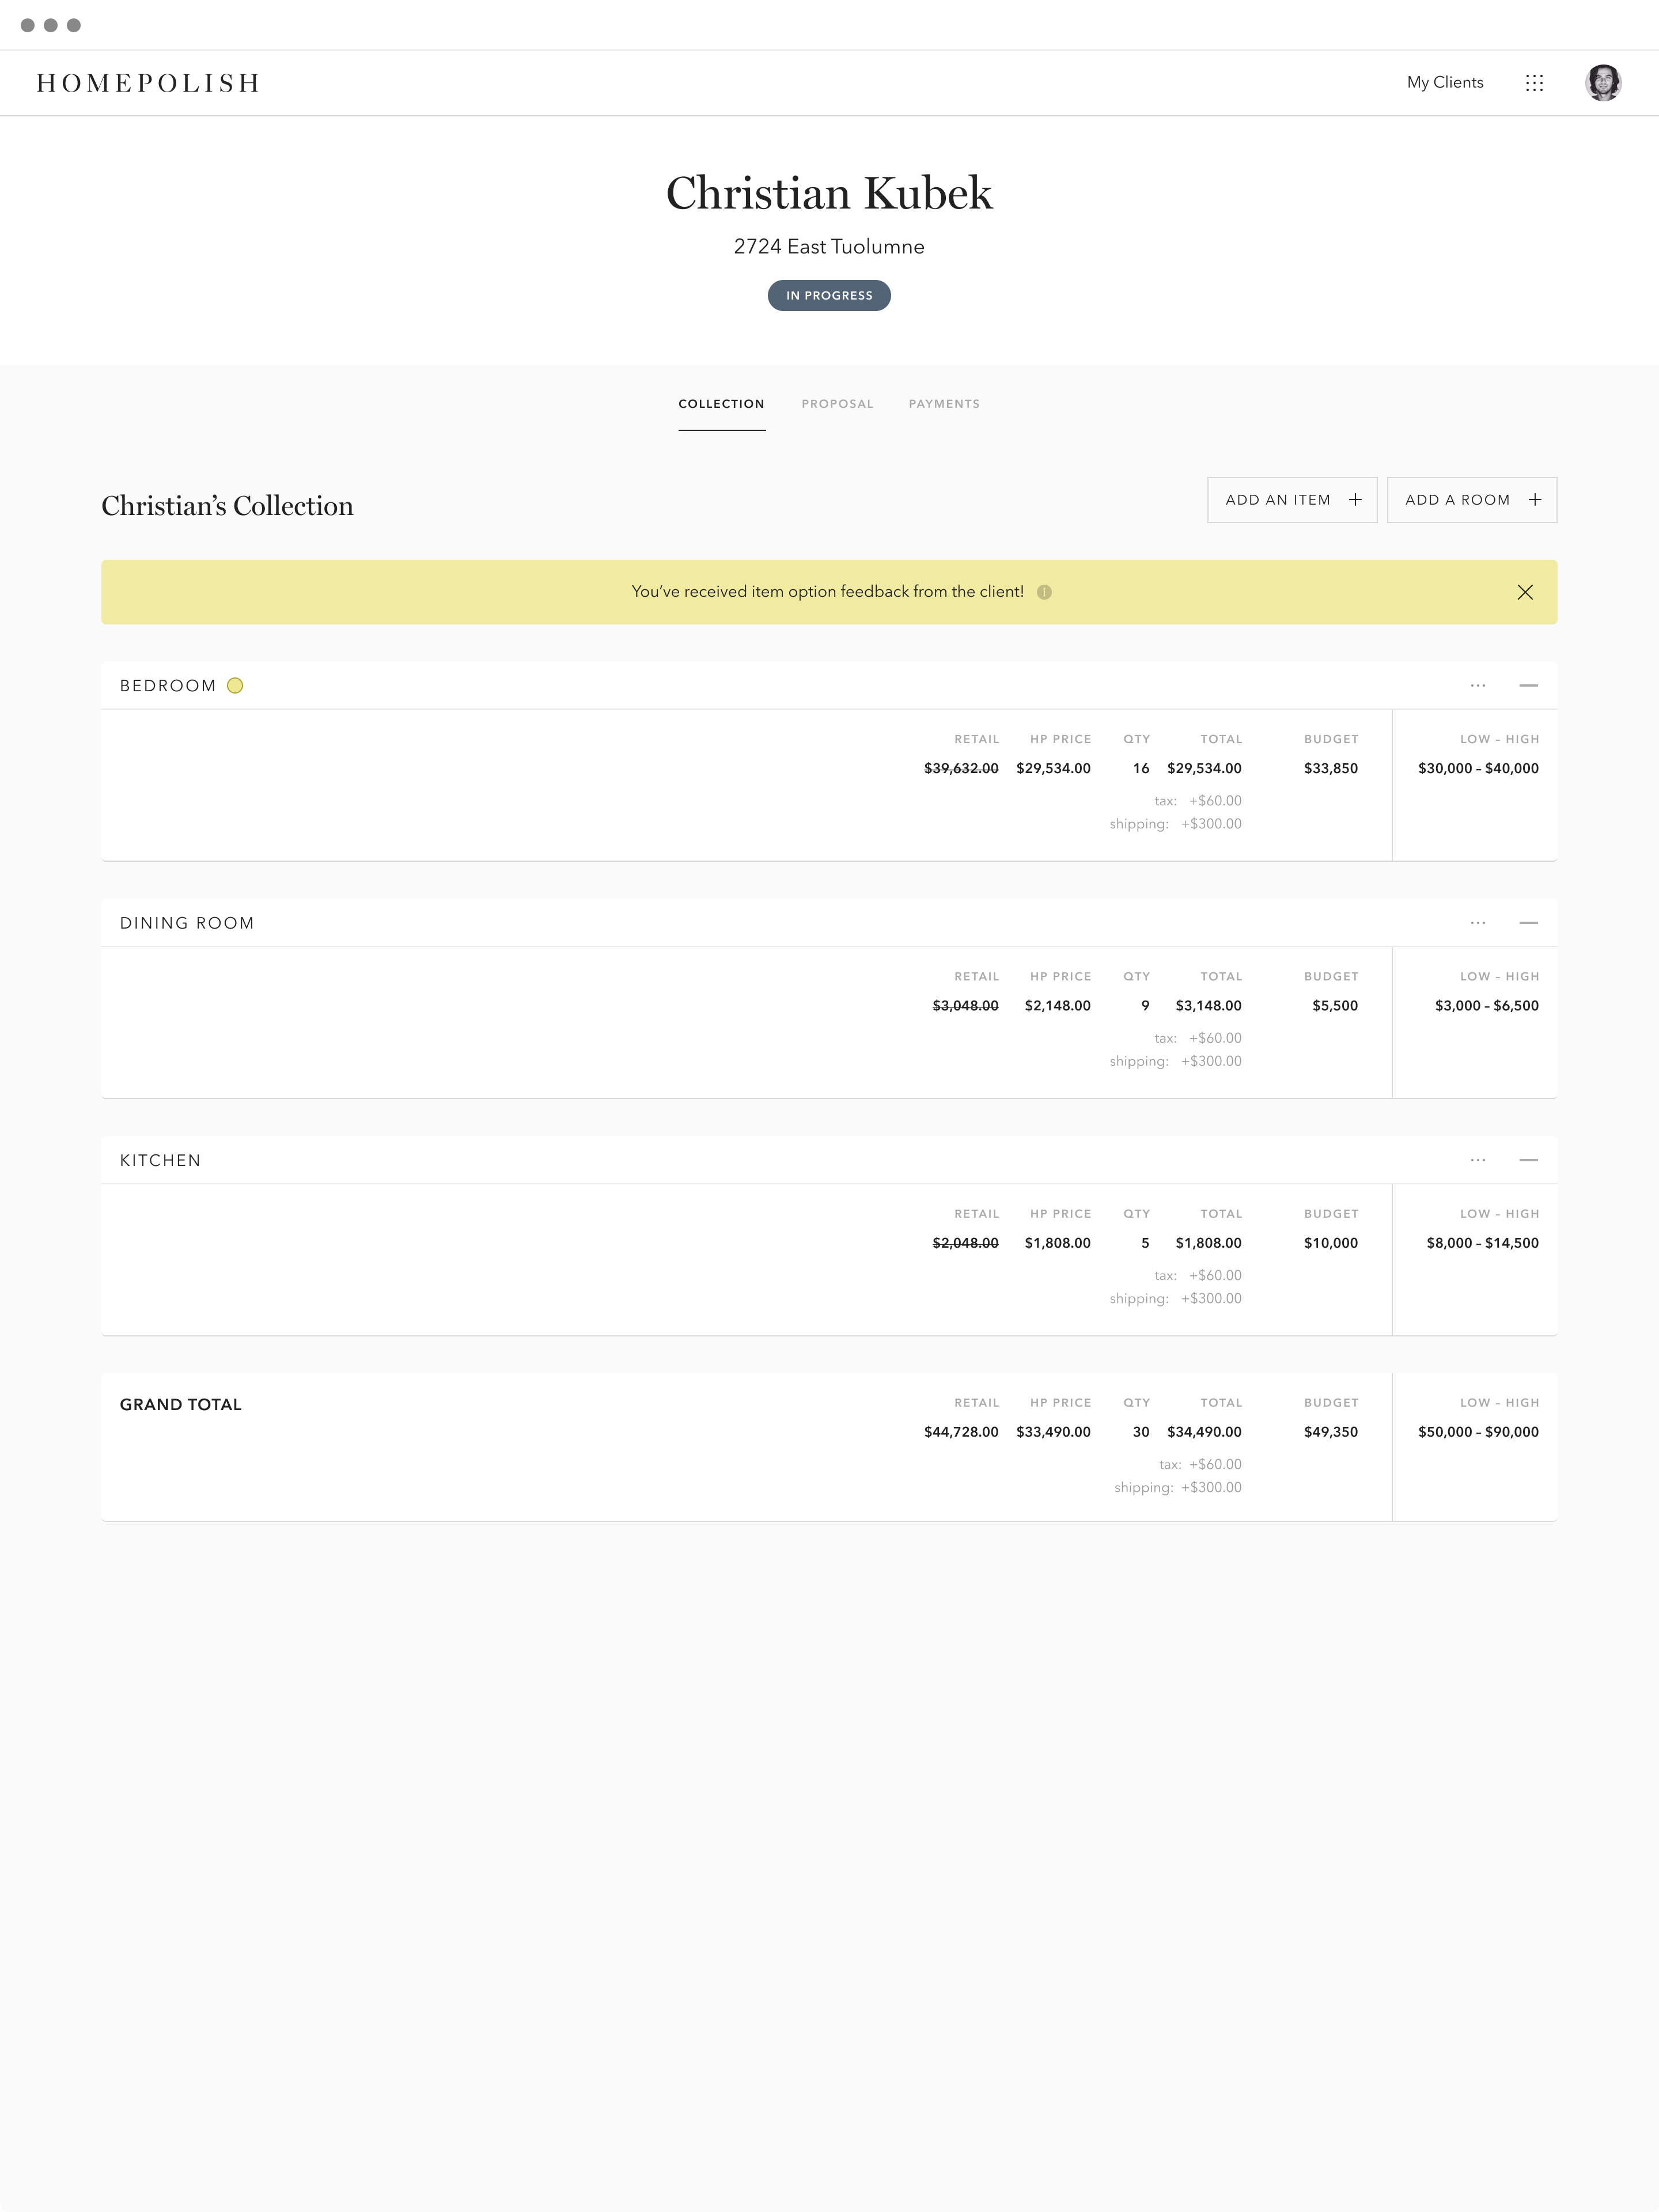 HOMEPOLISH
My Clients
Christian Kubek
2724 East Tuolumne
IN PROGRESS
COLLECTION PROPOSAL PAYMENTS
Christian’s Collection
ADD AN ITEM +
ADD A ROOM +
You’ve received item option feedback from the client!
BEDROOM
RETAIL HP PRICE QTY TOTAL BUDGET LOW – HIGH
$39,632.00 $29,534.00 16 $29,534.00 $33,850 $30,000 – $40,000
tax: +$60.00
shipping: +$300.00
DINING ROOM
RETAIL HP PRICE QTY TOTAL BUDGET LOW – HIGH
$3,048.00 $2,148.00 9 $3,148.00 $5,500 $3,000 – $6,500
tax: +$60.00
shipping: +$300.00
KITCHEN
RETAIL HP PRICE QTY TOTAL BUDGET LOW – HIGH
$2,048.00 $1,808.00 5 $1,808.00 $10,000 $8,000 – $14,500
tax: +$60.00
shipping: +$300.00
GRAND TOTAL
RETAIL HP PRICE QTY TOTAL BUDGET LOW – HIGH
$44,728.00 $33,490.00 30 $34,490.00 $49,350 $50,000 – $90,000
tax: +$60.00
shipping: +$300.00